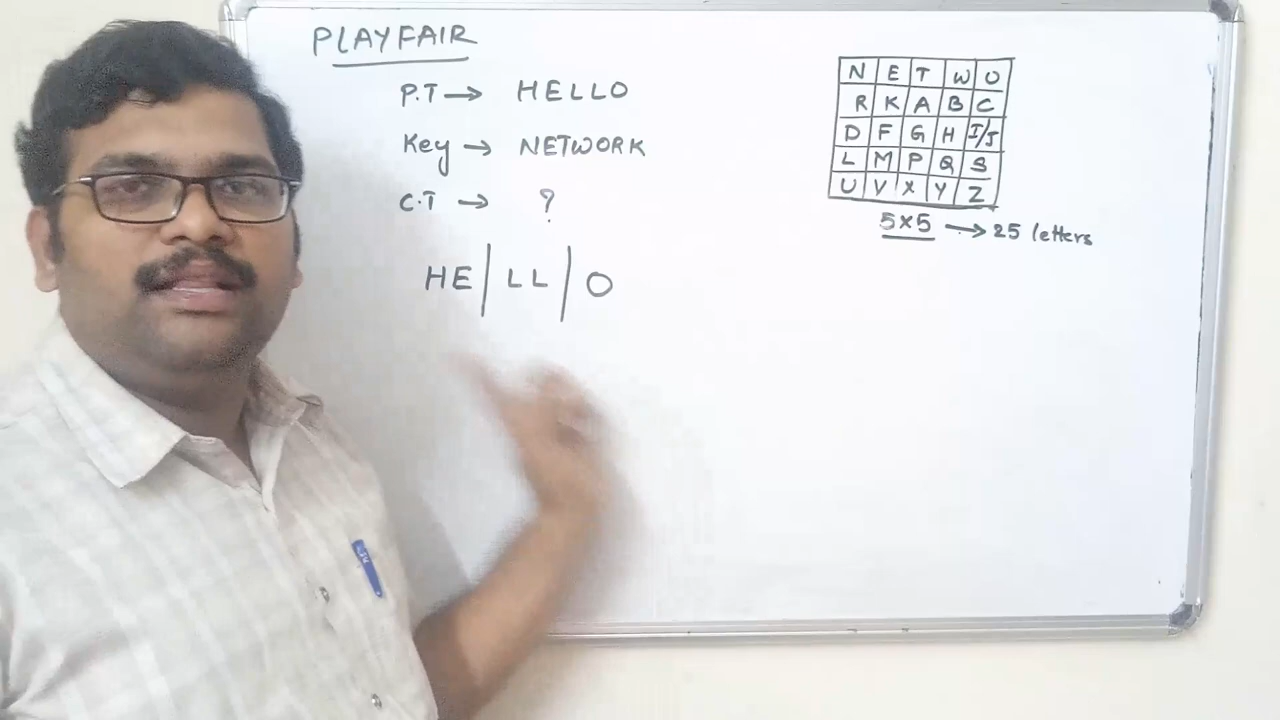 PLAYFAIR
P.T → HELLO
Key → NETWORK
C.T → ?
HE | LL | O
N E T W O
R K A B C
D F G H I/J
L M P Q S
U V X Y Z
5×5 → 25 letters